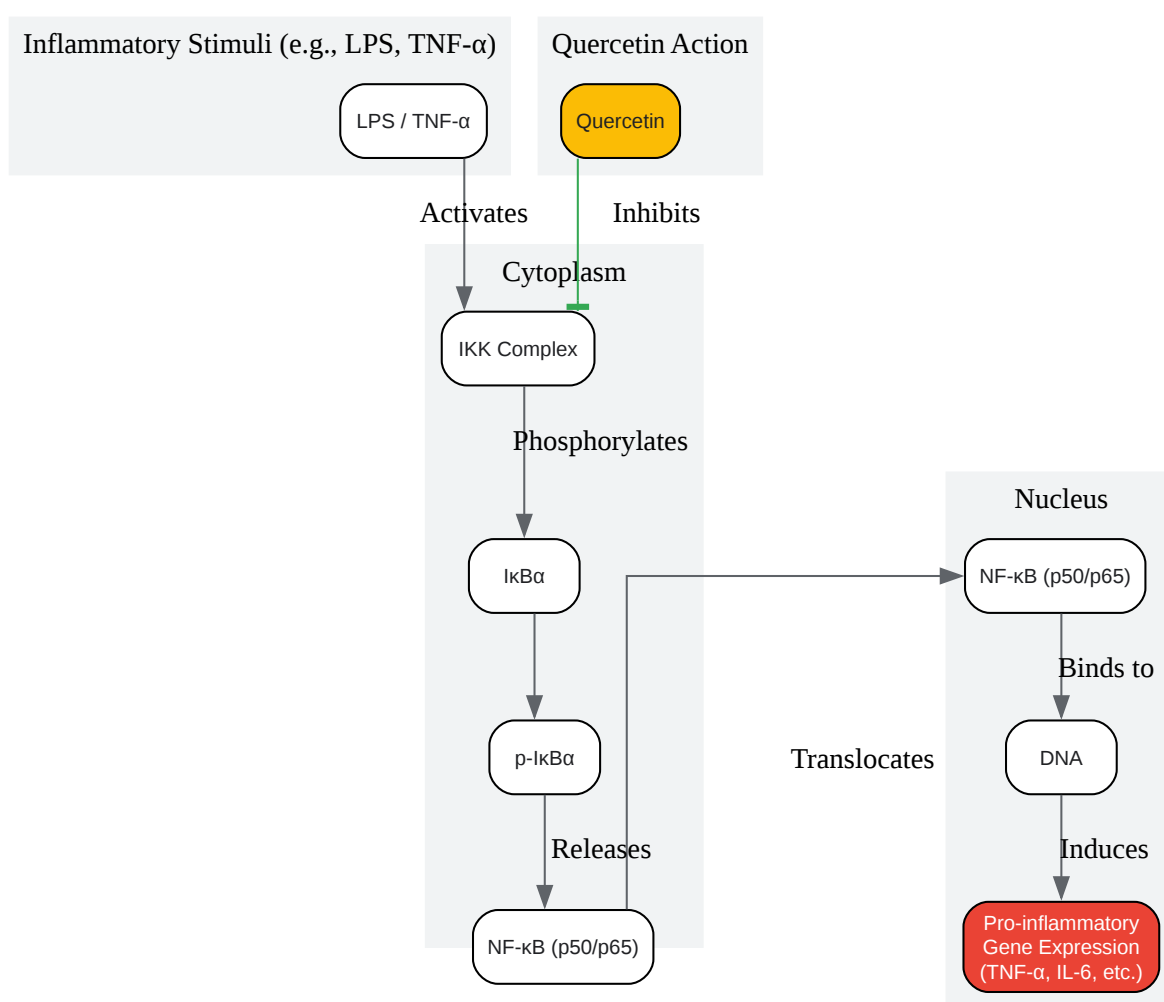 Inflammatory Stimuli (e.g., LPS, TNF-α)
Quercetin Action
LPS / TNF-α
Quercetin
Activates
Inhibits
Cytoplasm
IKK Complex
Phosphorylates
Nucleus
IκBα
NF-κB (p50/p65)
Binds to
p-IκBα
Translocates
DNA
Releases
Induces
NF-κB (p50/p65)
Pro-inflammatory
Gene Expression
(TNF-α, IL-6, etc.)